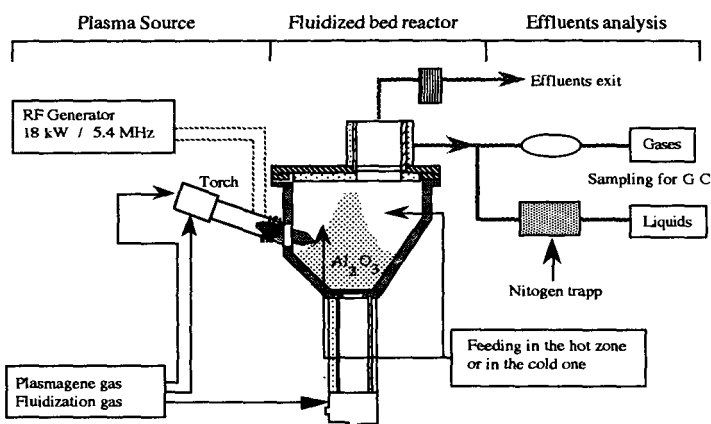 Plasma Source
Fluidized bed reactor
Effluents analysis
RF Generator
18 kW / 5.4 MHz
Torch
Effluents exit
Gases
Sampling for G C
Liquids
Nitogen trapp
Al2O3
Feeding in the hot zone
or in the cold one
Plasmagene gas
Fluidization gas